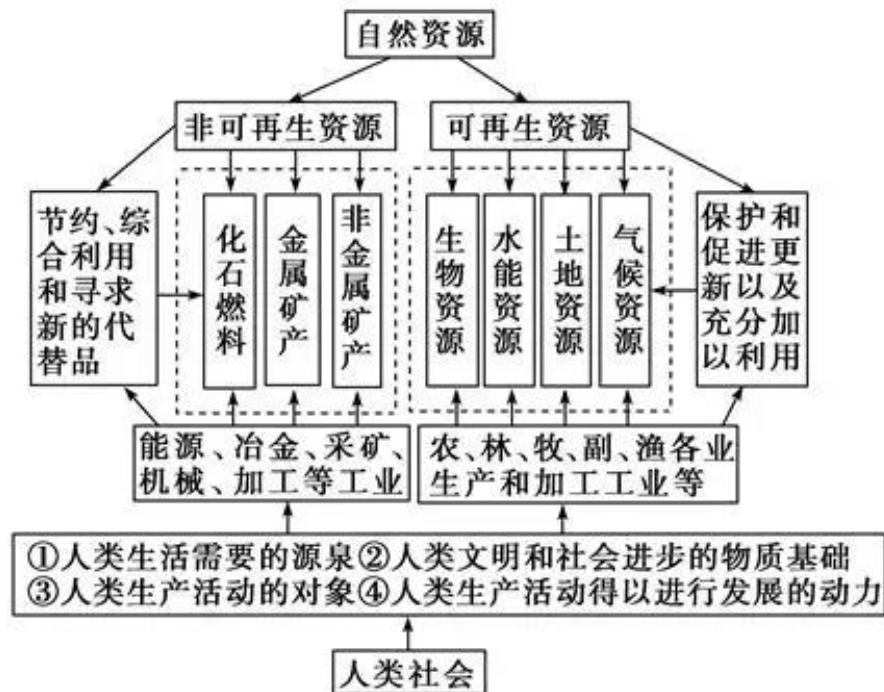 自然资源
非可再生资源
可再生资源
节约、综
合利用
和寻求
新的代
替品
化石燃料
金属矿产
非金属矿产
生物资源
水能资源
土地资源
气候资源
保护和
促进更
新以及
充分加
以利用
能源、冶金、采矿、
机械、加工等工业
农、林、牧、副、渔各业
生产和加工工业等
①人类生活需要的源泉②人类文明和社会进步的物质基础
③人类生产活动的对象④人类生产活动得以进行发展的动力
人类社会